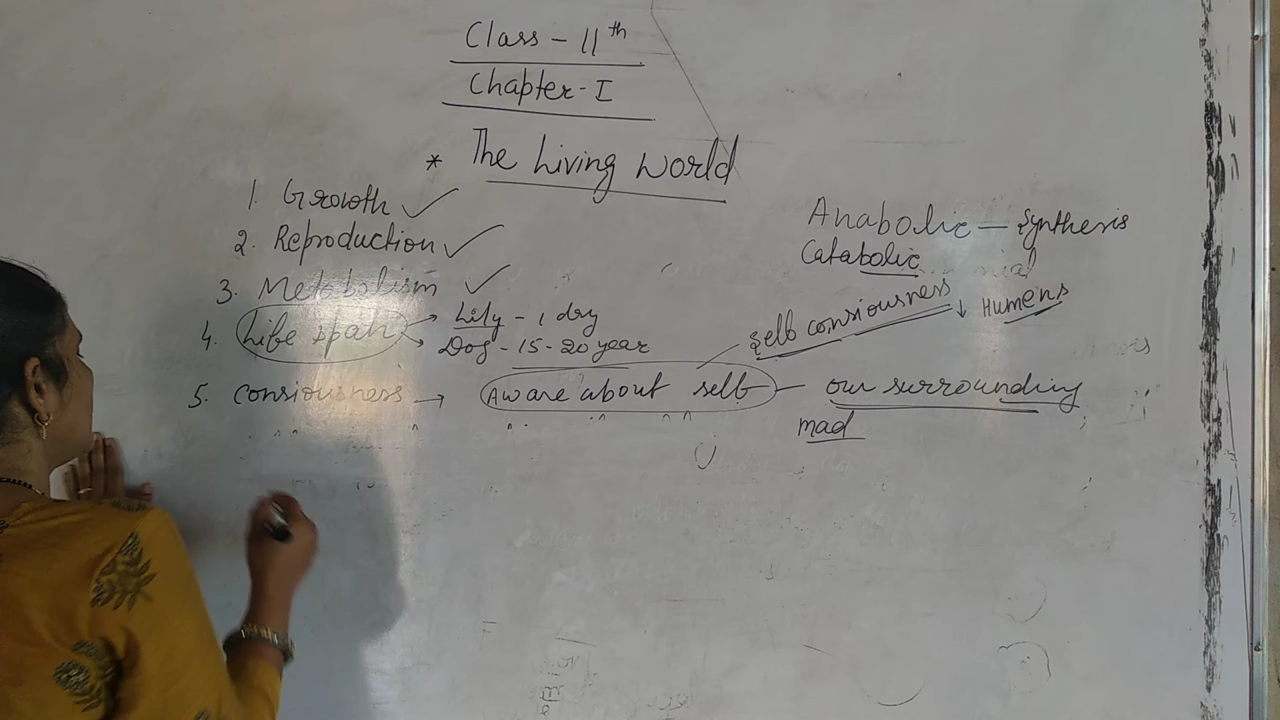 Class - 11th
Chapter - I
* The Living World
1. Growth ✓
2. Reproduction ✓
3. Metabolism ✓
4. Life span → Lily - 1 dry
→ Dog - 15-20 year
5. Consiousness → Aware about self — our surrounding
mad
Anabolic — Synthesis
Catabolic
Self consiousness ↓ Humens